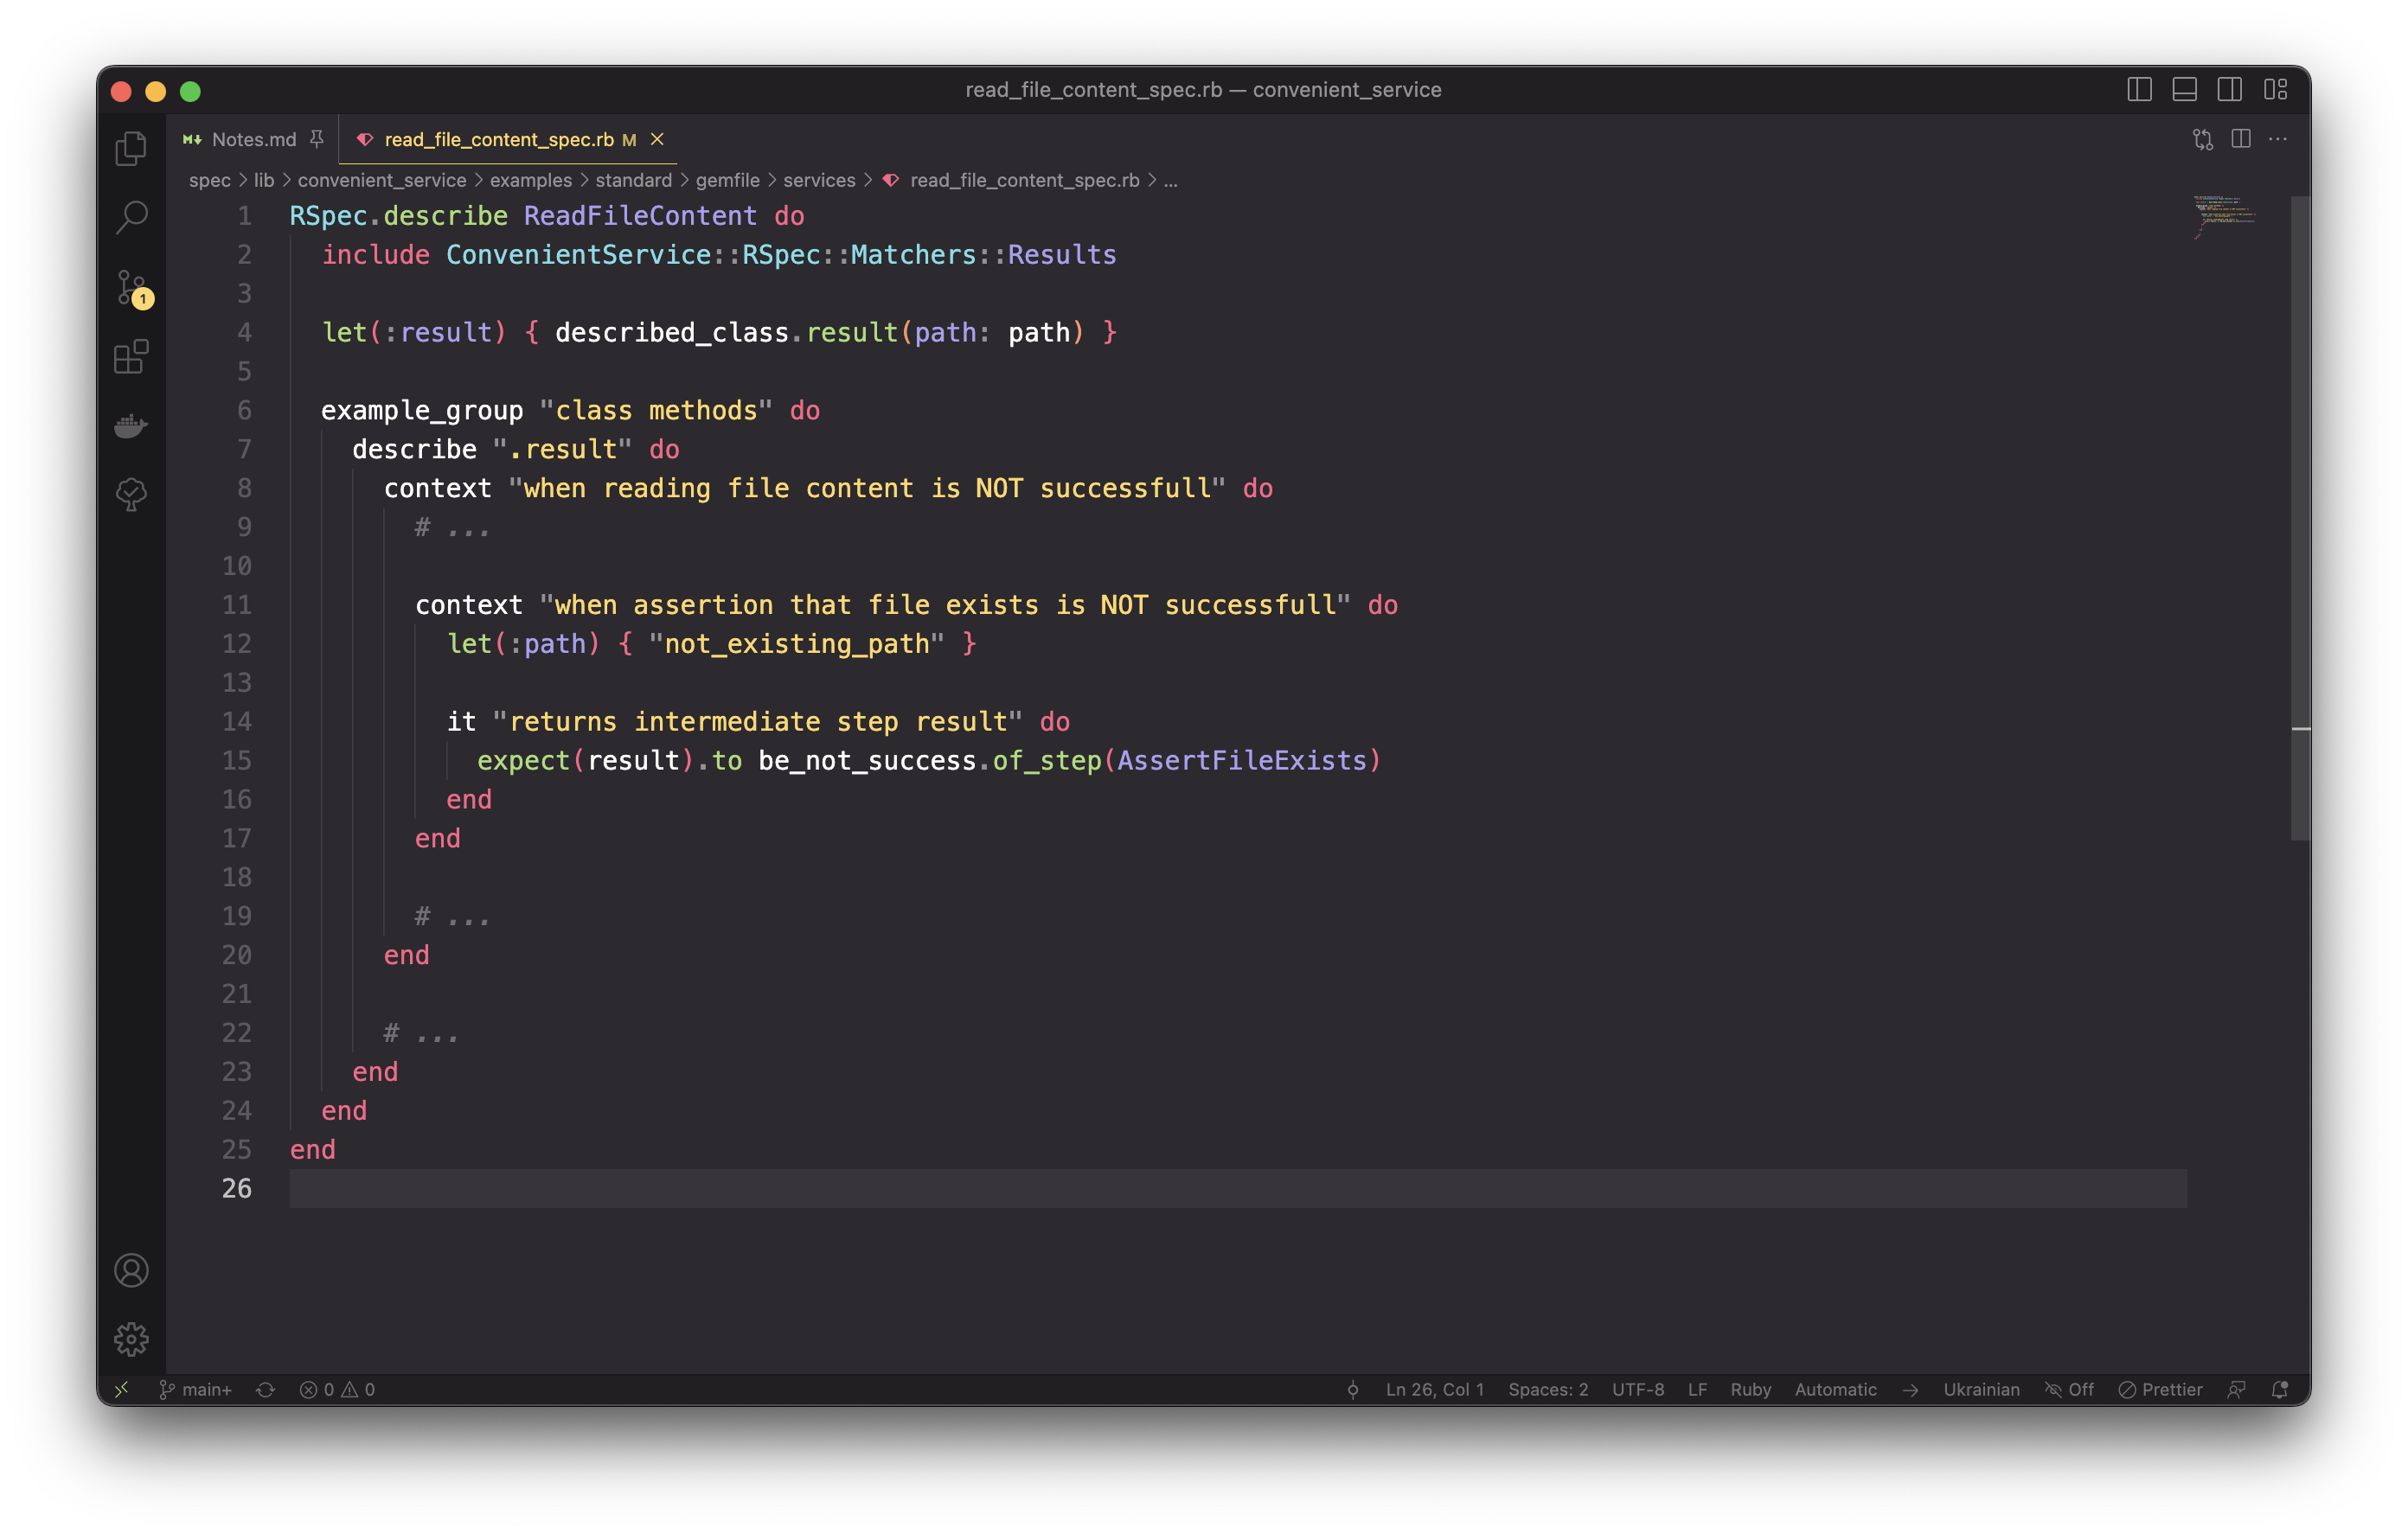 read_file_content_spec.rb — convenient_service
Notes.md
read_file_content_spec.rb M
spec > lib > convenient_service > examples > standard > gemfile > services > read_file_content_spec.rb > ...
1 RSpec.describe ReadFileContent do
2   include ConvenientService::RSpec::Matchers::Results
3
4   let(:result) { described_class.result(path: path) }
5
6   example_group "class methods" do
7     describe ".result" do
8       context "when reading file content is NOT successfull" do
9         # ...
10
11         context "when assertion that file exists is NOT successfull" do
12           let(:path) { "not_existing_path" }
13
14           it "returns intermediate step result" do
15             expect(result).to be_not_success.of_step(AssertFileExists)
16           end
17         end
18
19         # ...
20       end
21
22       # ...
23     end
24   end
25 end
26
1
main+ 0 0 Ln 26, Col 1 Spaces: 2 UTF-8 LF Ruby Automatic Ukrainian Off Prettier